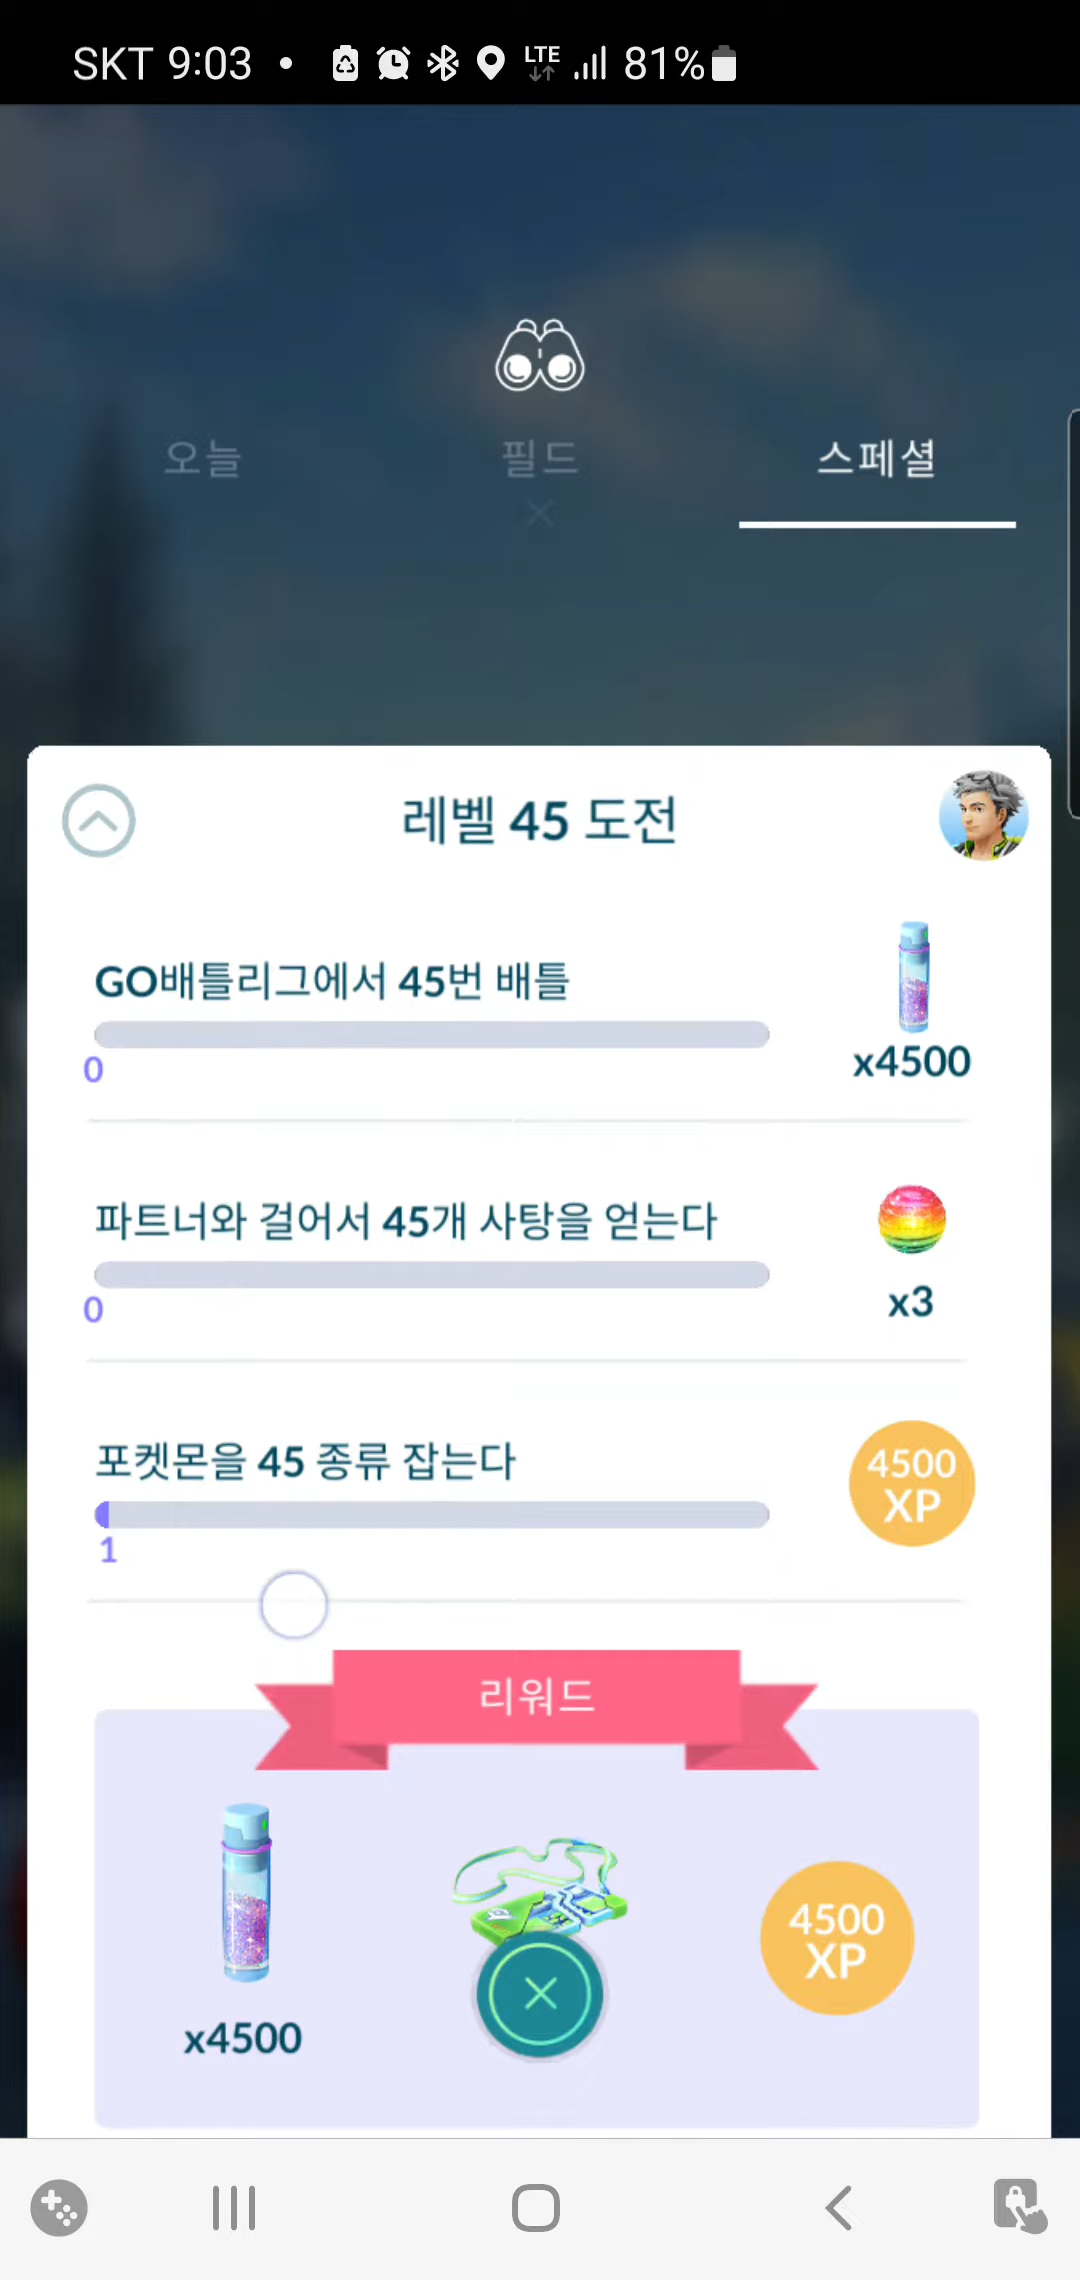 SKT 9:03 • LTE 81%
오늘
필드
스페셜
레벨 45 도전
GO배틀리그에서 45번 배틀
0
x4500
파트너와 걸어서 45개 사탕을 얻는다
0
x3
포켓몬을 45 종류 잡는다
1
4500
XP
리워드
x4500
4500
XP